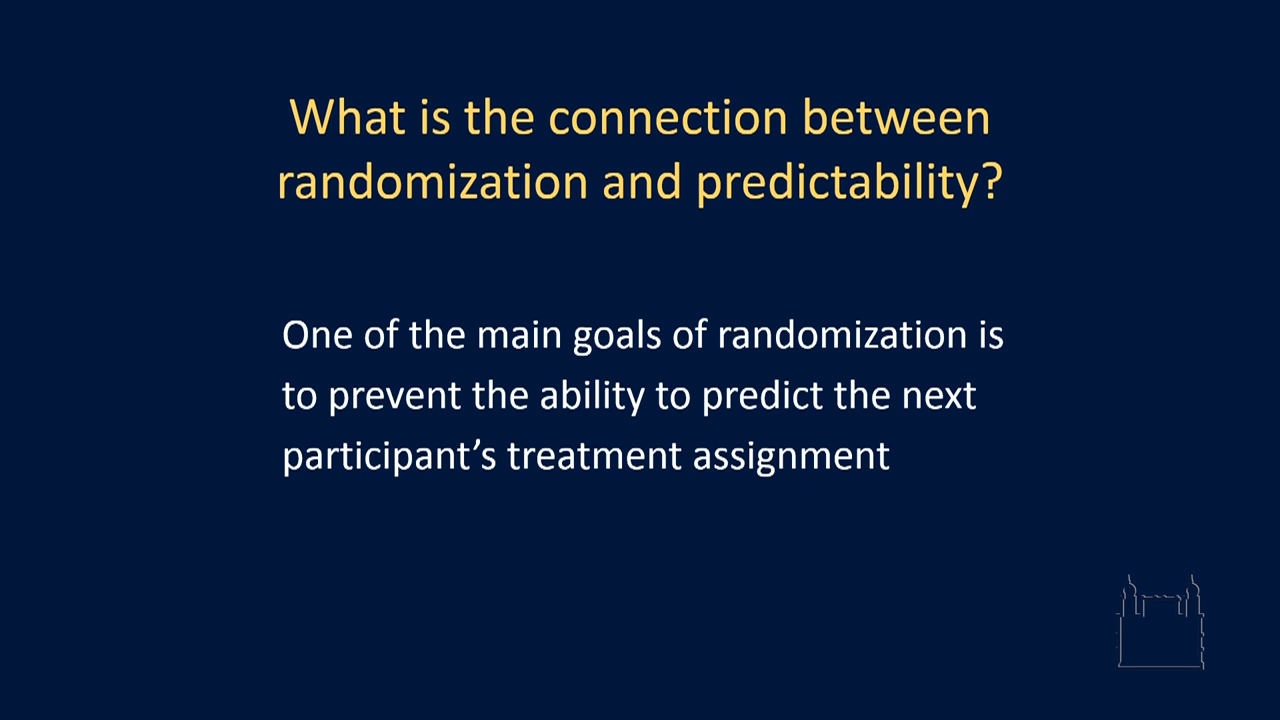 What is the connection between
randomization and predictability?
One of the main goals of randomization is
to prevent the ability to predict the next
participant’s treatment assignment